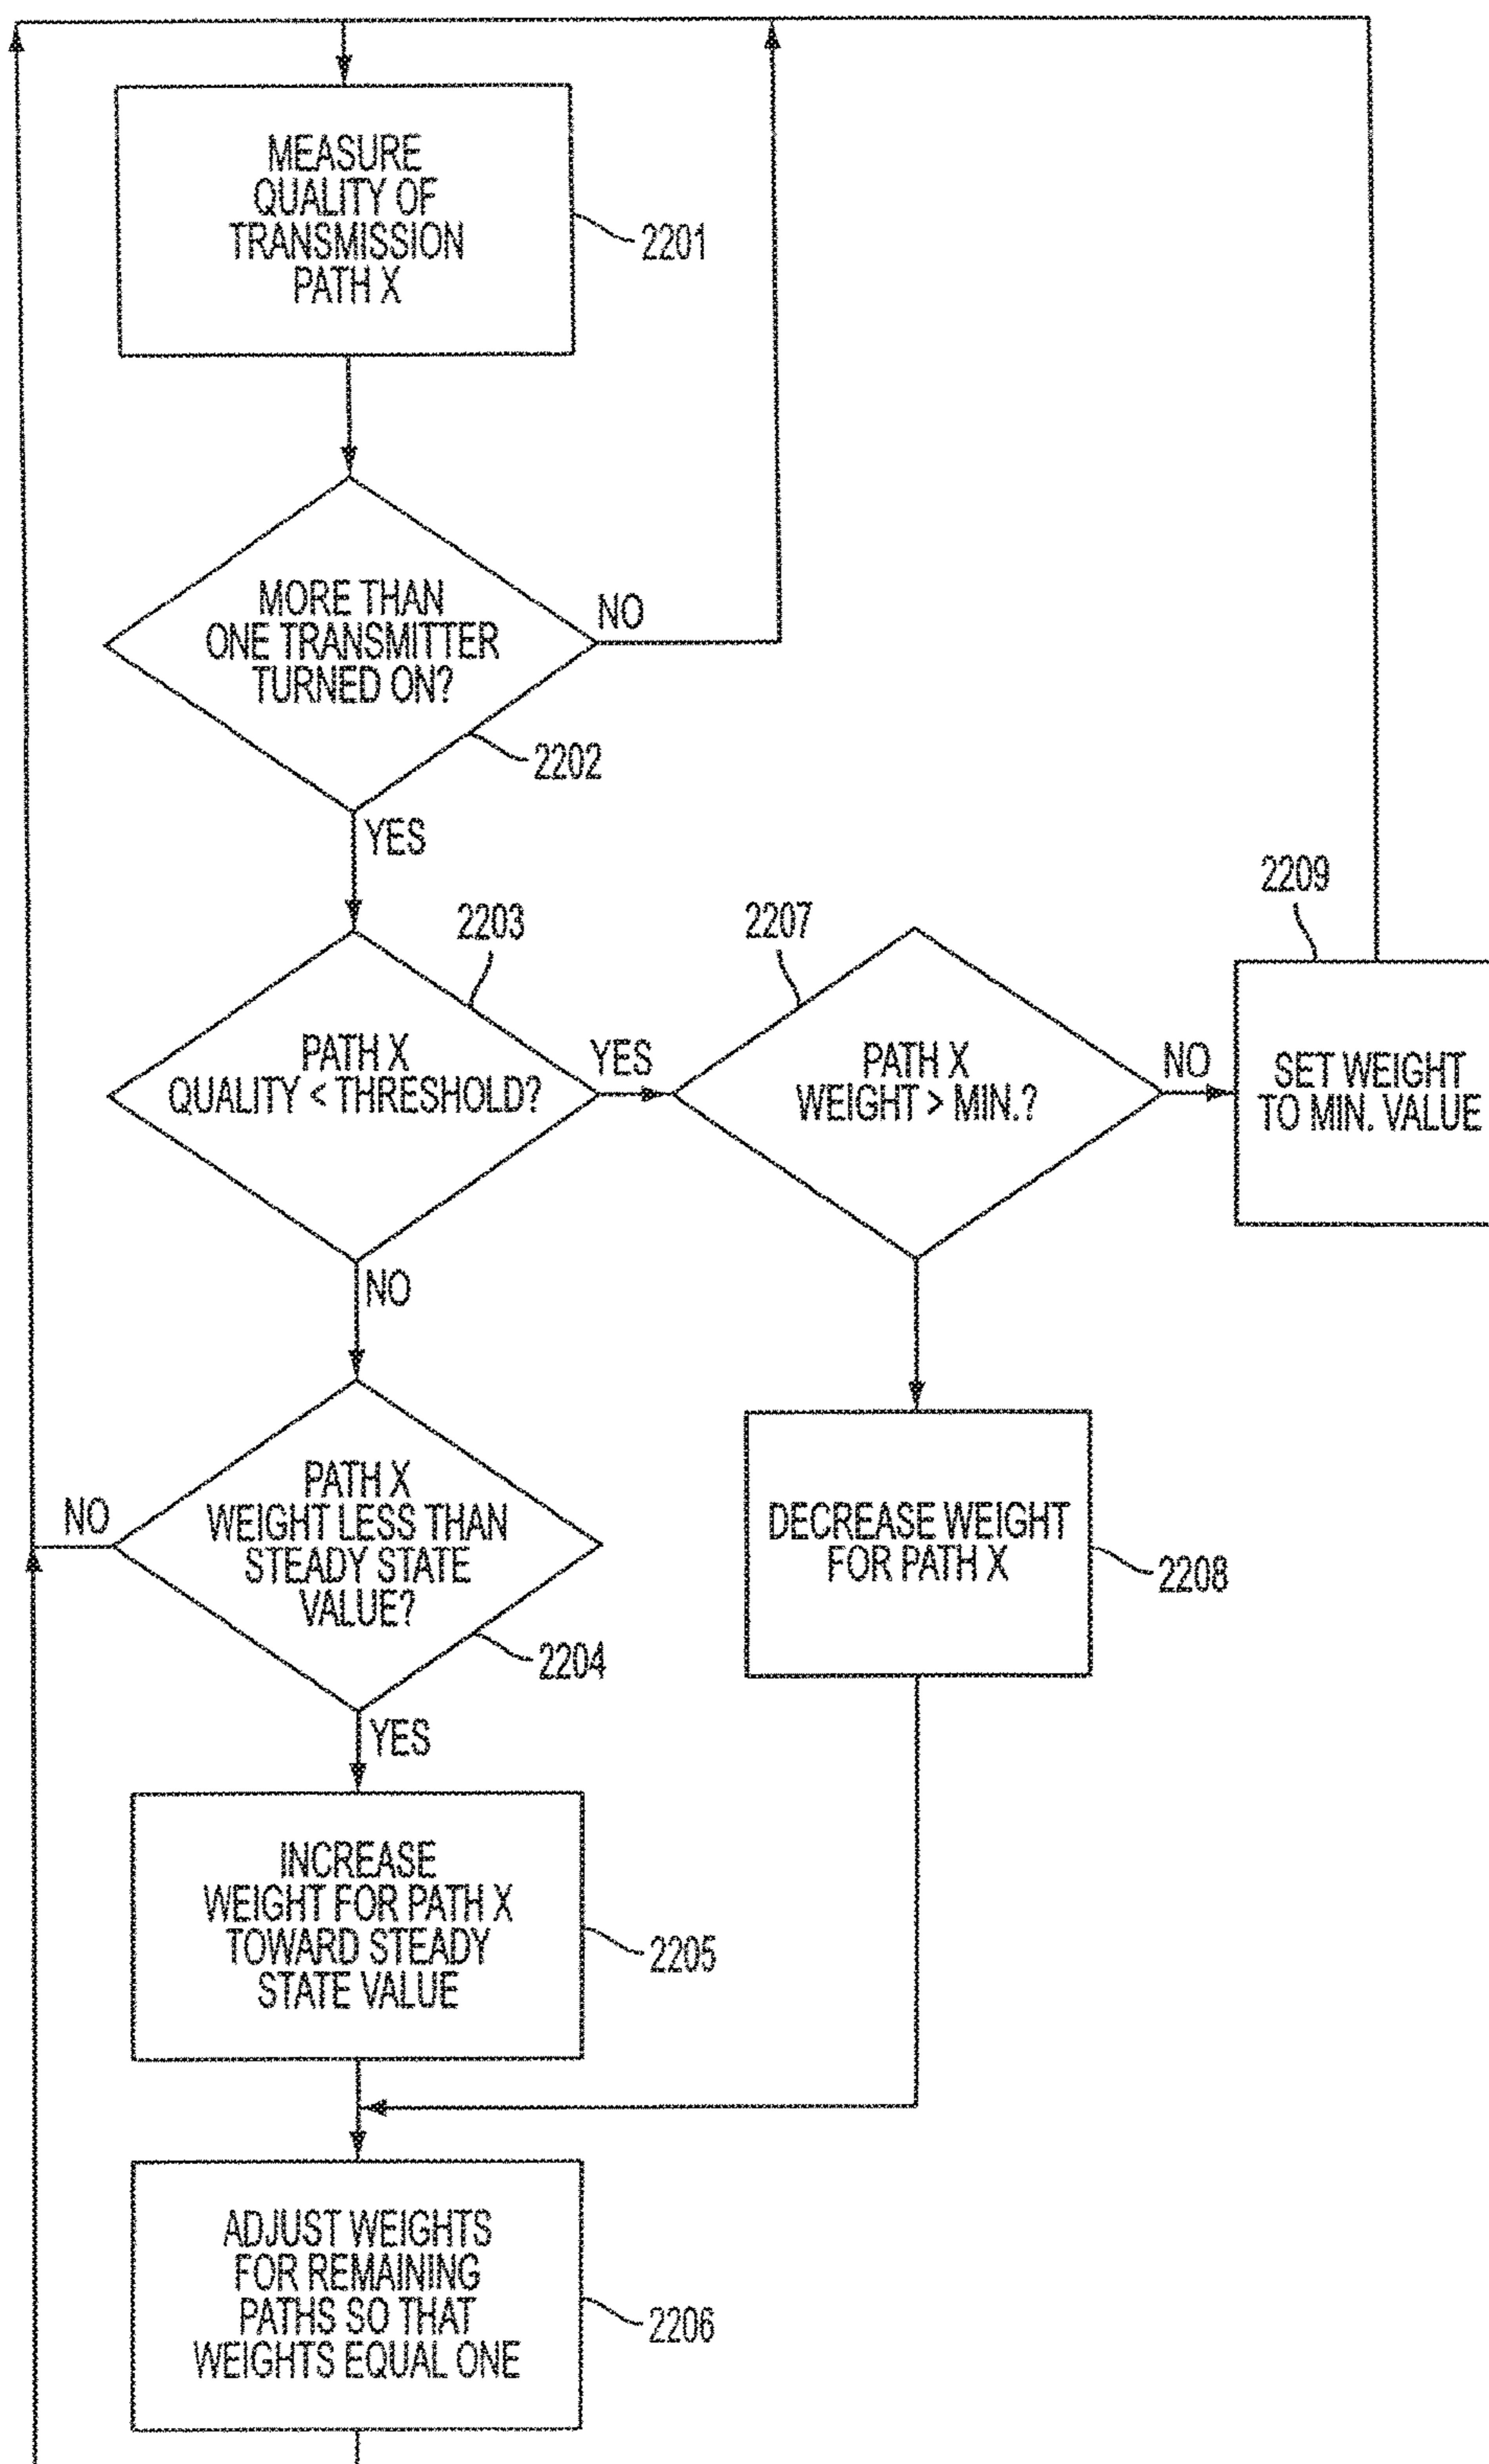 MEASURE
QUALITY OF
TRANSMISSION
PATH X
2201
MORE THAN
ONE TRANSMITTER
TURNED ON?
NO
2202
YES
2203
PATH X
QUALITY < THRESHOLD?
YES
2207
PATH X
WEIGHT > MIN.?
NO
2209
SET WEIGHT
TO MIN. VALUE
NO
PATH X
WEIGHT LESS THAN
STEADY STATE
VALUE?
NO
2204
YES
DECREASE WEIGHT
FOR PATH X
2208
INCREASE
WEIGHT FOR PATH X
TOWARD STEADY
STATE VALUE
2205
ADJUST WEIGHTS
FOR REMAINING
PATHS SO THAT
WEIGHTS EQUAL ONE
2206